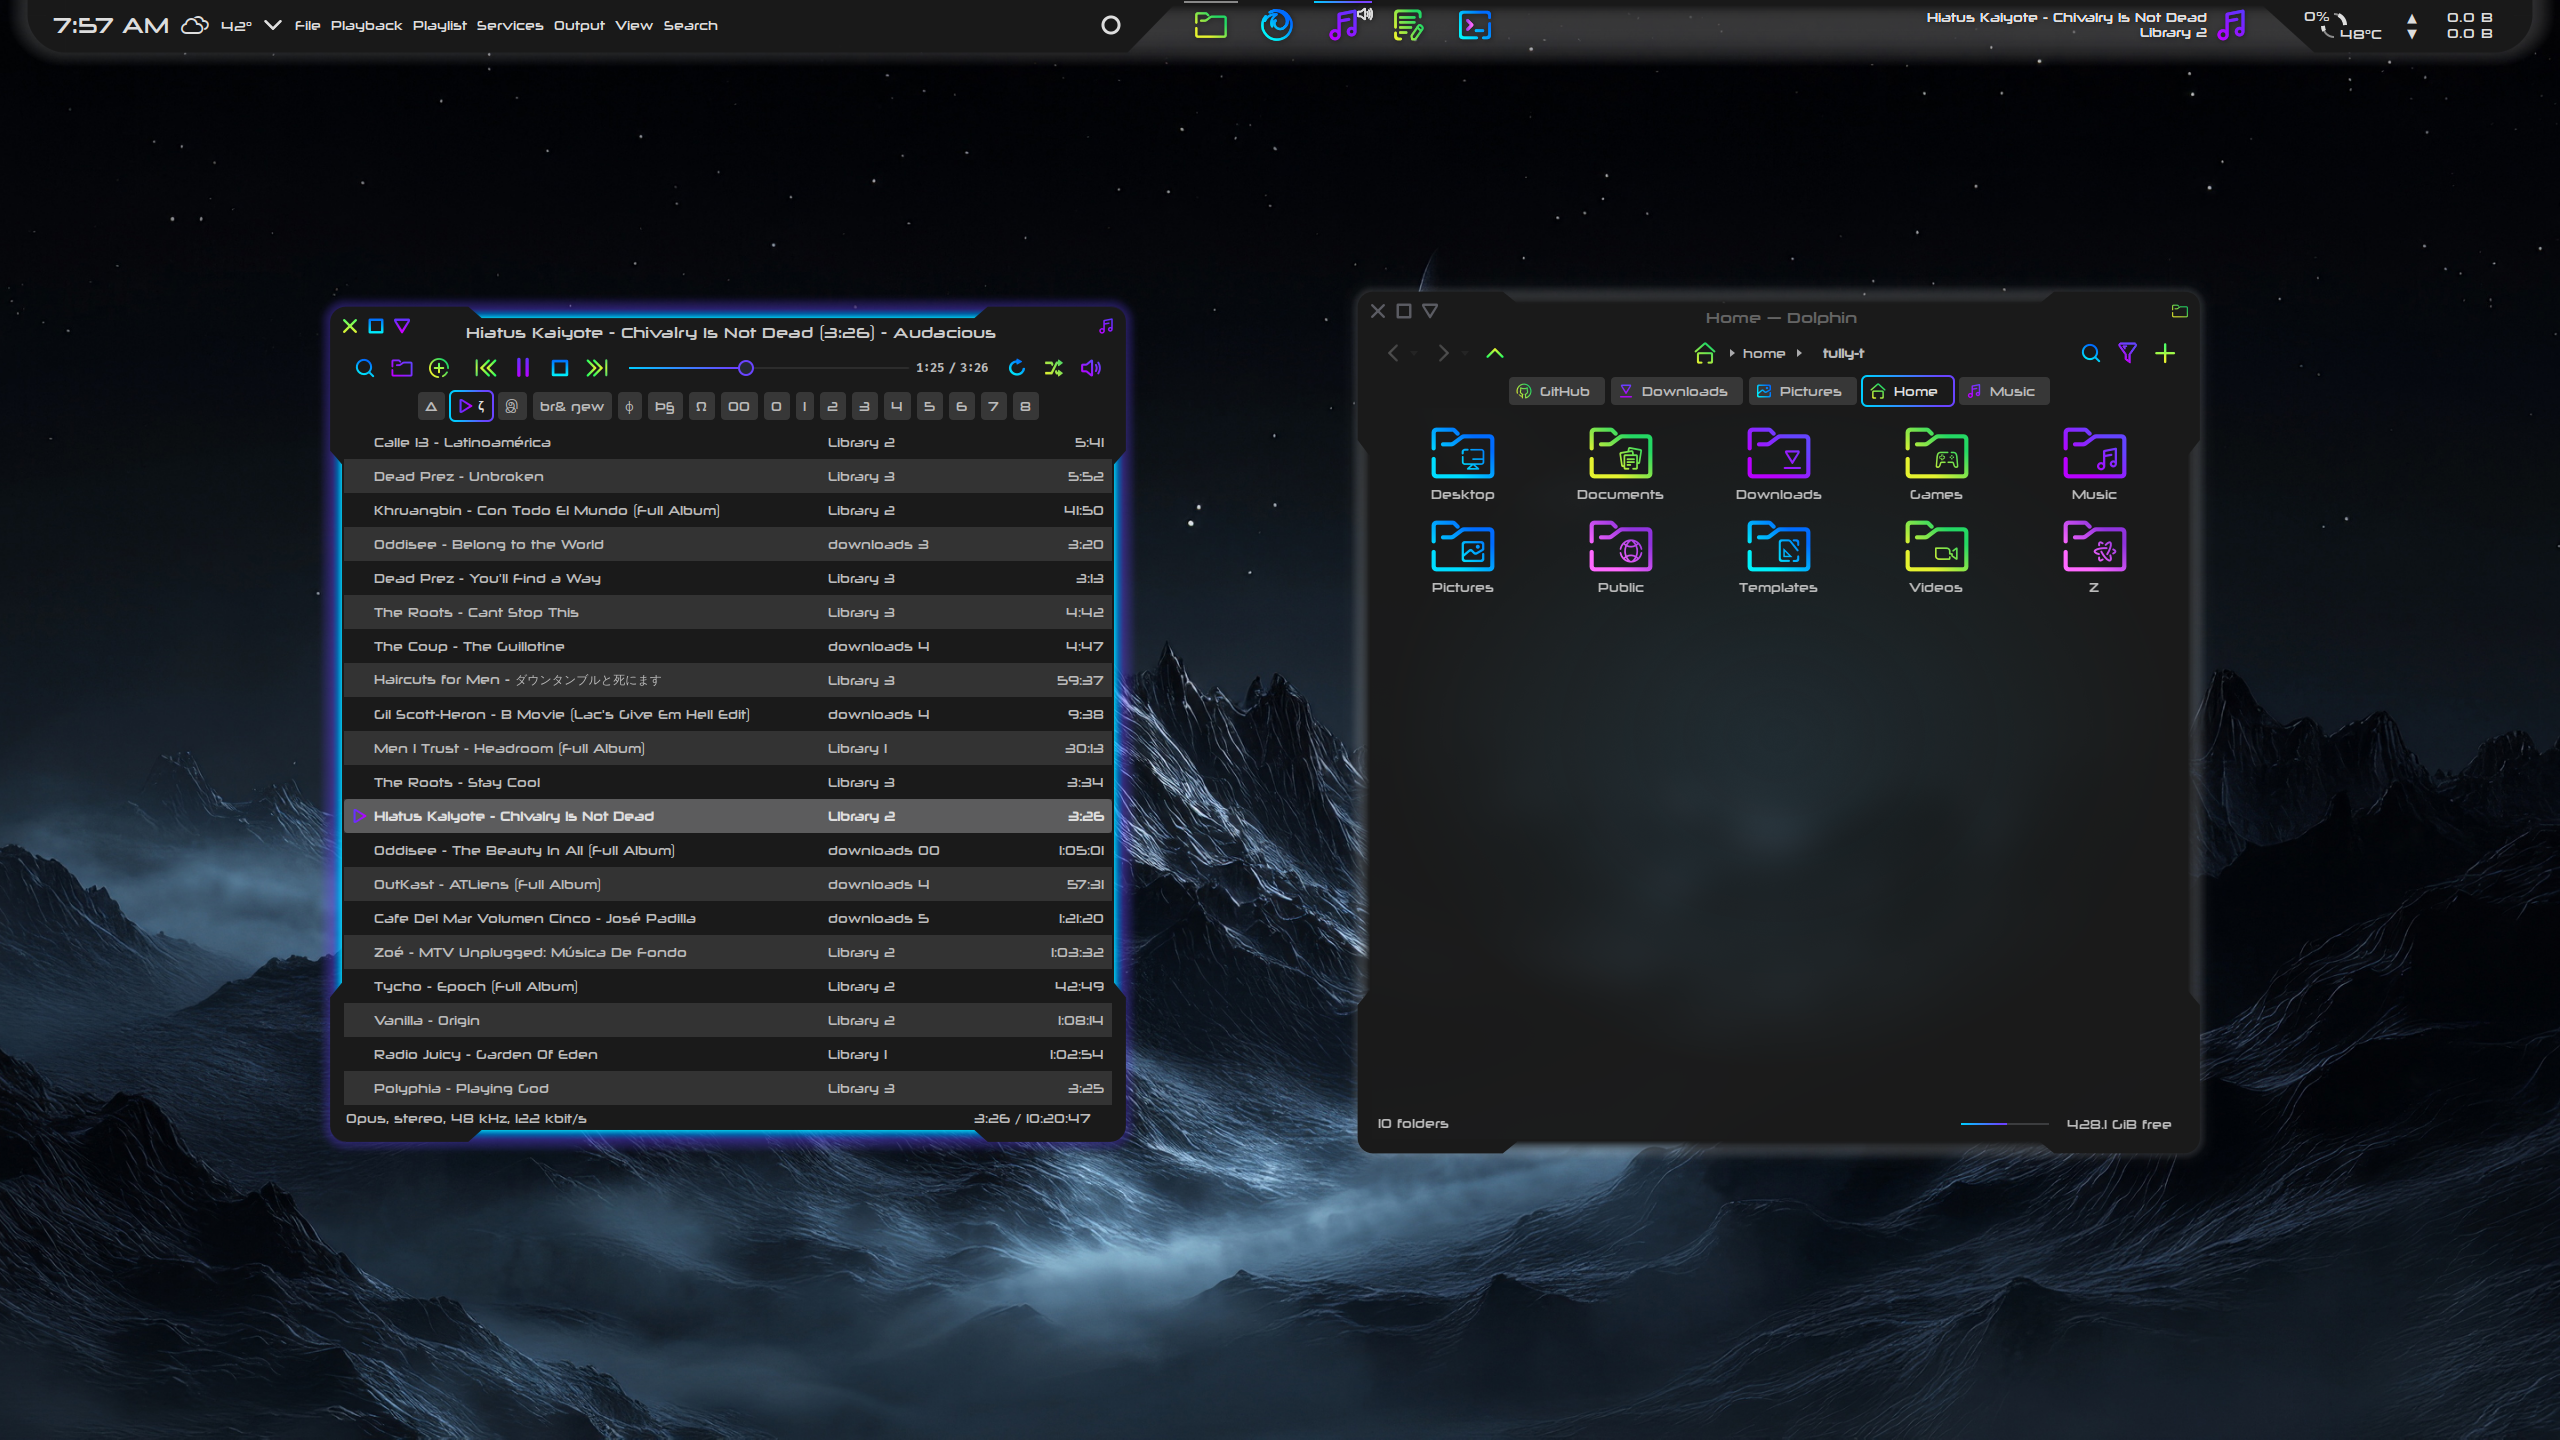 7:57 AM 42° File Playback Playlist Services Output View Search
Hiatus Kaiyote - Chivalry Is Not Dead
Library 2
0% 48°C
▲ 0.0 B
▼ 0.0 B
Hiatus Kaiyote - Chivalry Is Not Dead (3:26) - Audacious
1:25 / 3:26
Δ ζ br& new ϕ Þ§ Ω 00 0 1 2 3 4 5 6 7 8
Calle 13 - Latinoamérica Library 2 5:41
Dead Prez - Unbroken Library 3 5:52
Khruangbin - Con Todo El Mundo (Full Album) Library 2 41:50
Oddisee - Belong to the World downloads 3 3:20
Dead Prez - You'll Find a Way Library 3 3:13
The Roots - Cant Stop This Library 3 4:42
The Coup - The Guillotine downloads 4 4:47
Haircuts for Men - ダウンタンブルと死にます Library 3 59:37
Gil Scott-Heron - B Movie (Lac's Give Em Hell Edit) downloads 4 9:38
Men I Trust - Headroom (Full Album) Library 1 30:13
The Roots - Stay Cool Library 3 3:34
Hiatus Kaiyote - Chivalry Is Not Dead Library 2 3:26
Oddisee - The Beauty In All (Full Album) downloads 00 1:05:01
OutKast - ATLiens (Full Album) downloads 4 57:31
Cafe Del Mar Volumen Cinco - José Padilla downloads 5 1:21:20
Zoé - MTV Unplugged: Música De Fondo Library 2 1:03:32
Tycho - Epoch (Full Album) Library 2 42:49
Vanilla - Origin Library 2 1:08:14
Radio Juicy - Garden Of Eden Library 1 1:02:54
Polyphia - Playing God Library 3 3:25
Opus, stereo, 48 kHz, 122 kbit/s 3:26 / 10:20:47
Home — Dolphin
home tully-t
GitHub Downloads Pictures Home Music
Desktop Documents Downloads Games Music
Pictures Public Templates Videos Z
10 folders 428.1 GiB free